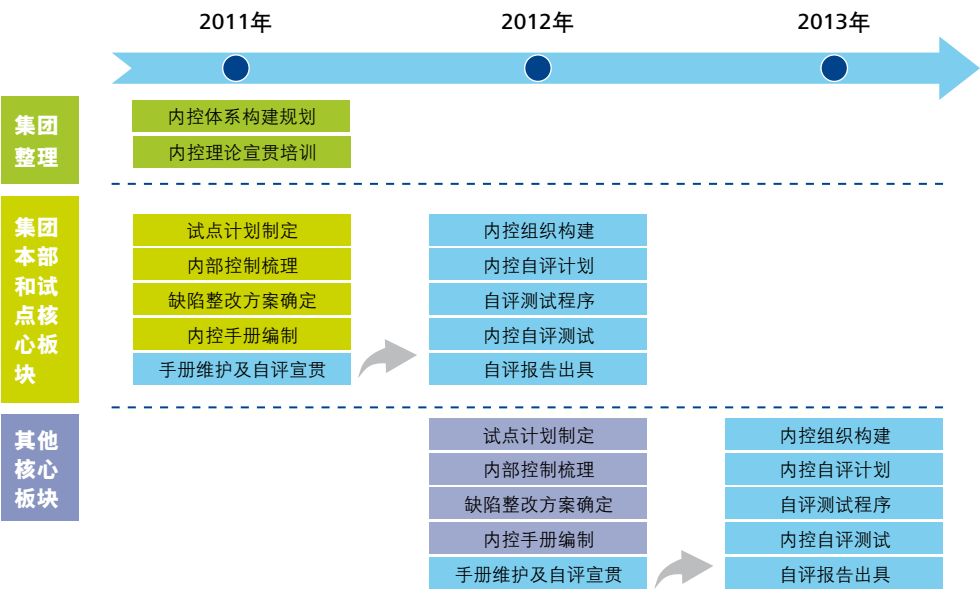 2011年
2012年
2013年
集团
整理
内控体系构建规划
内控理论宣贯培训
集团
本部
和试
点核
心板
块
试点计划制定
内部控制梳理
缺陷整改方案确定
内控手册编制
手册维护及自评宣贯
内控组织构建
内控自评计划
自评测试程序
内控自评测试
自评报告出具
其他
核心
板块
试点计划制定
内部控制梳理
缺陷整改方案确定
内控手册编制
手册维护及自评宣贯
内控组织构建
内控自评计划
自评测试程序
内控自评测试
自评报告出具